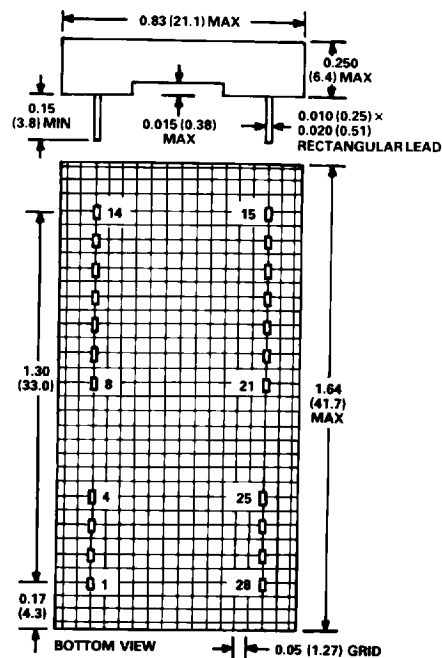 0.83 (21.1) MAX
0.250
(6.4) MAX
0.15
(3.8) MIN
0.015 (0.38)
MAX
0.010 (0.25) ×
0.020 (0.51)
RECTANGULAR LEAD
14
15
1.30
(33.0)
8
21
1.64
(41.7)
MAX
4
25
1
28
0.17
(4.3)
BOTTOM VIEW
0.05 (1.27) GRID